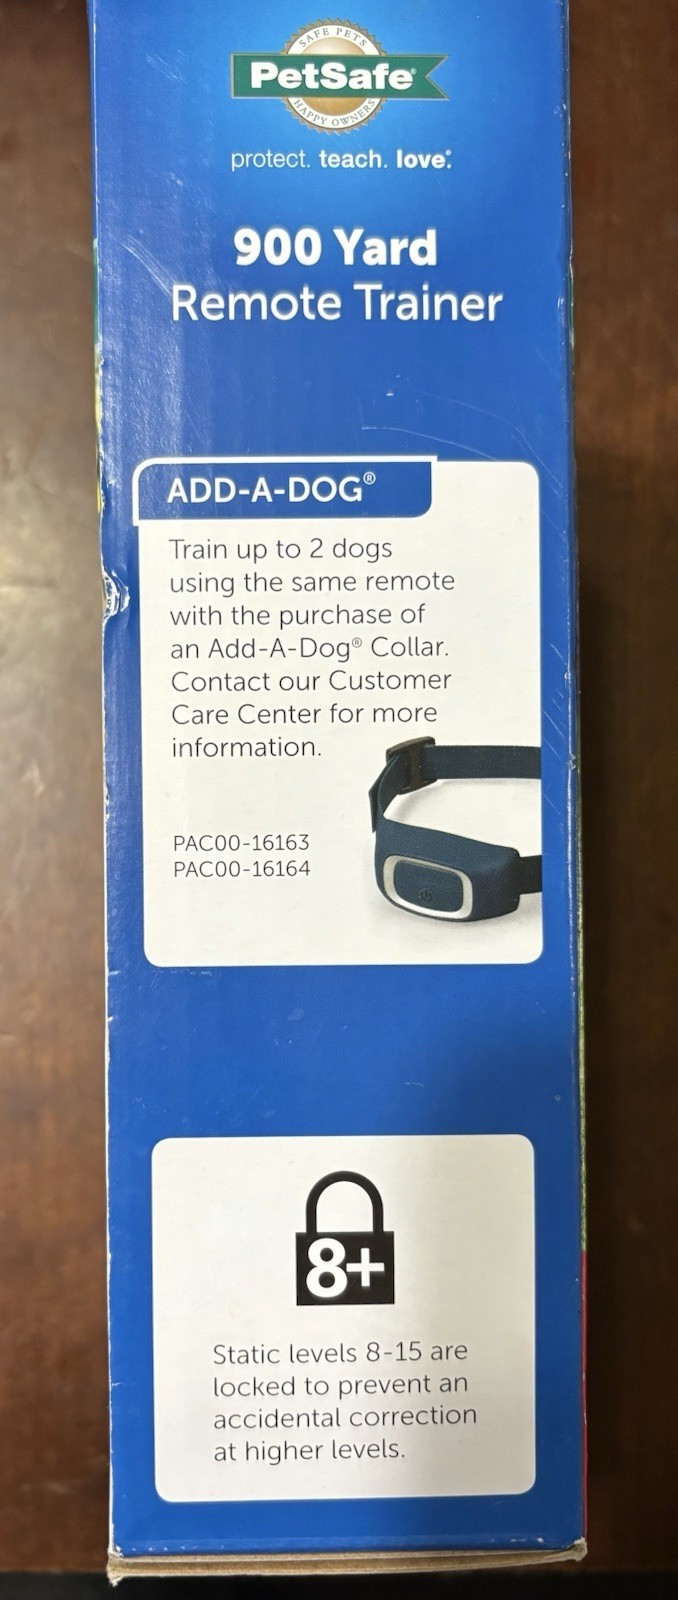 SAFE PETS
PetSafe®
HAPPY OWNERS
protect. teach. love.®
900 Yard
Remote Trainer
ADD-A-DOG®
Train up to 2 dogs
using the same remote
with the purchase of
an Add-A-Dog® Collar.
Contact our Customer
Care Center for more
information.
PAC00-16163
PAC00-16164
8+
Static levels 8-15 are
locked to prevent an
accidental correction
at higher levels.